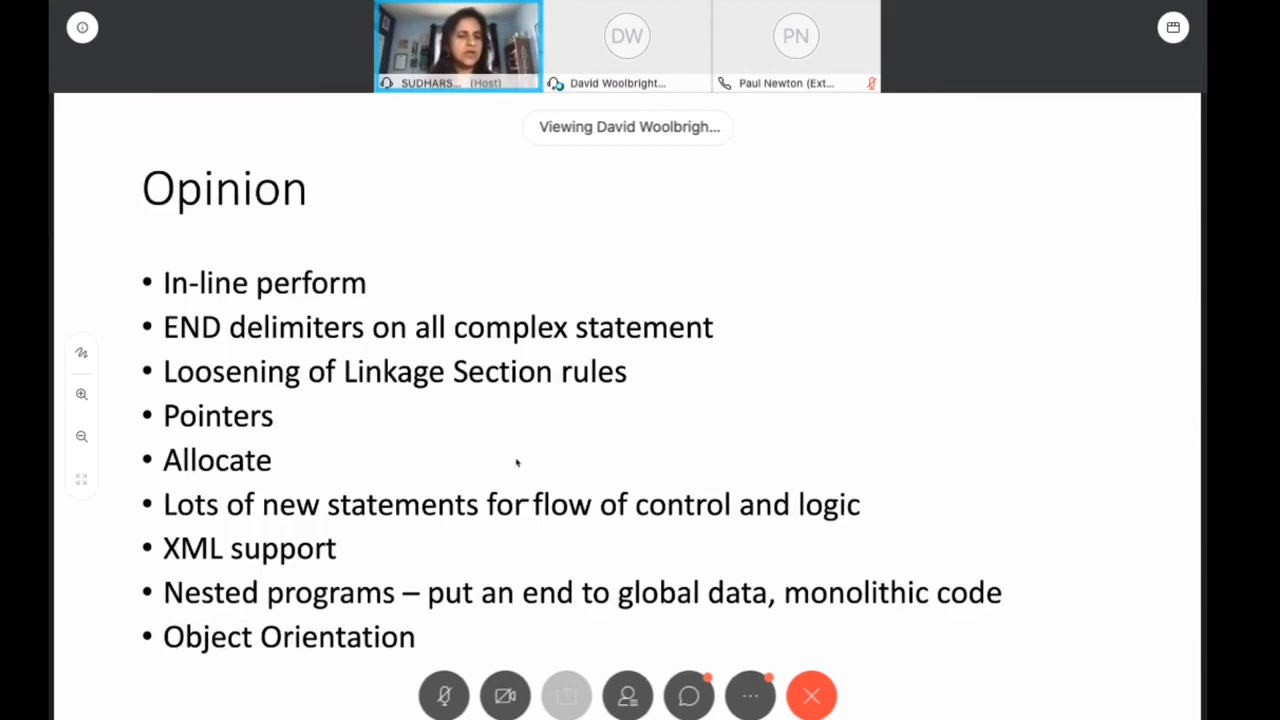 DW
PN
SUDHARS... (Host)
David Woolbright...
Paul Newton (Ext...
Viewing David Woolbrigh...
Opinion
• In-line perform
• END delimiters on all complex statement
• Loosening of Linkage Section rules
• Pointers
• Allocate
• Lots of new statements for flow of control and logic
• XML support
• Nested programs – put an end to global data, monolithic code
• Object Orientation